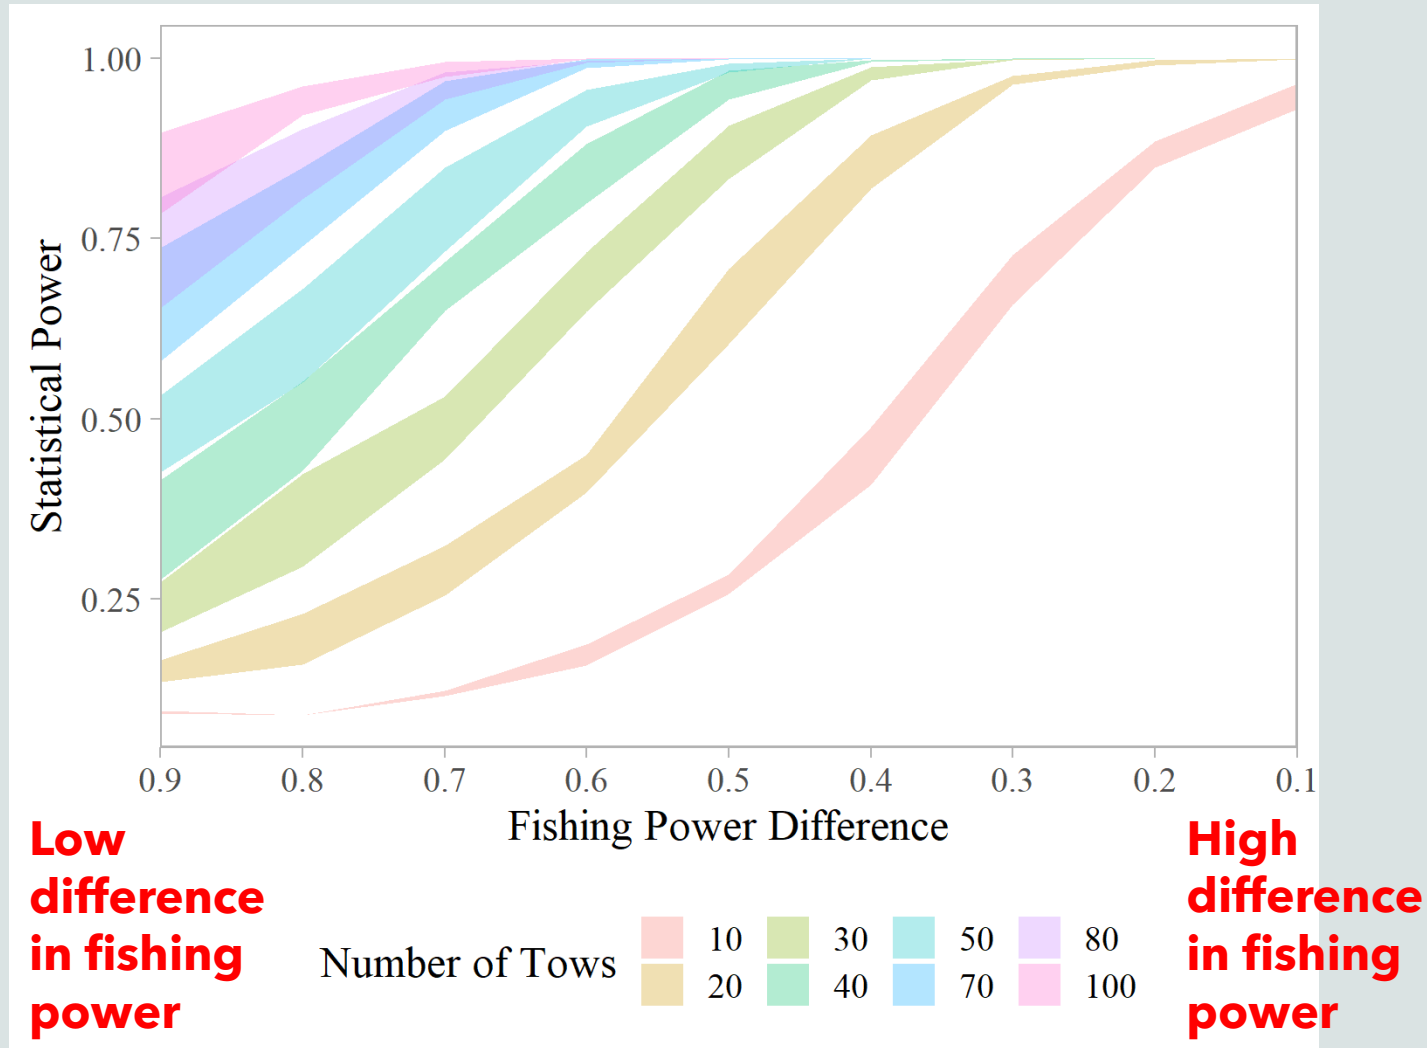 1.00
0.75
0.50
0.25
Statistical Power
0.9 0.8 0.7 0.6 0.5 0.4 0.3 0.2 0.1
Fishing Power Difference
Low
difference
in fishing
power
High
difference
in fishing
power
Number of Tows
10 30 50 80
20 40 70 100